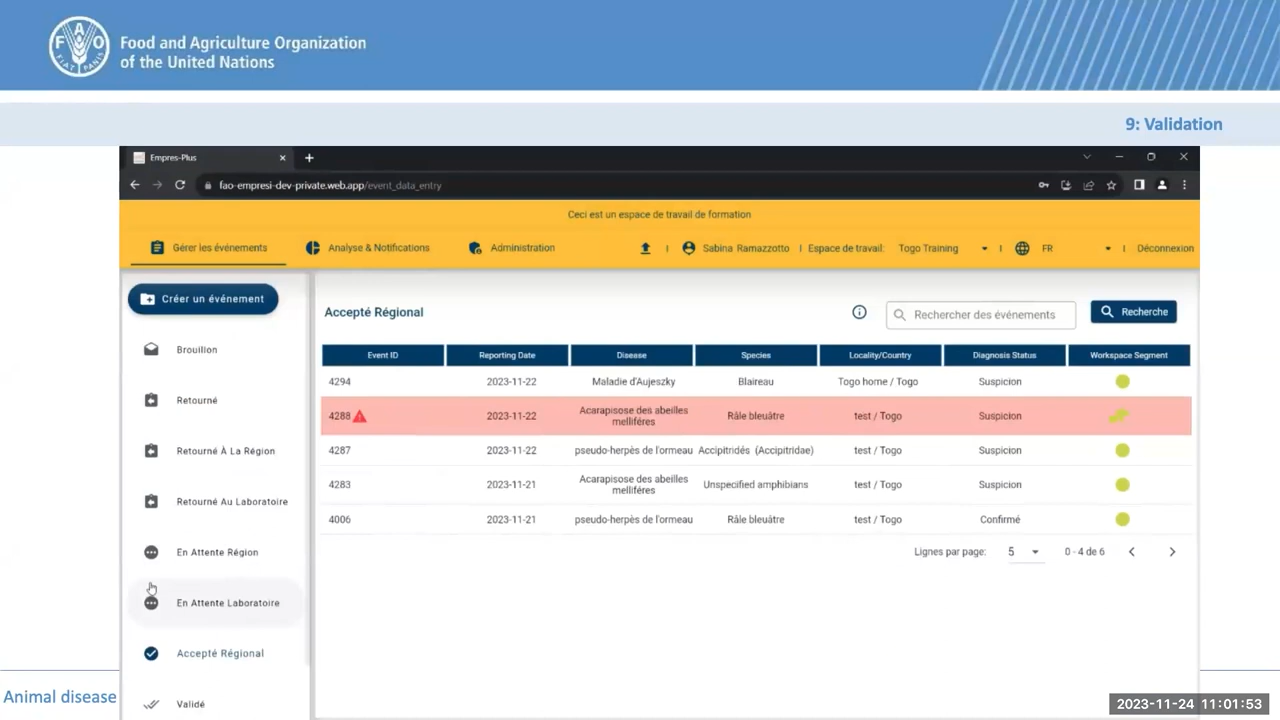 FAO
FIAT PANIS
Food and Agriculture Organization
of the United Nations
9: Validation
Empres-Plus
fao-empresi-dev-private.web.app/event_data_entry
Ceci est un espace de travail de formation
Gérer les événements
Analyse & Notifications
Administration
Sabina Ramazzotto
Espace de travail:
Togo Training
FR
Déconnexion
Créer un événement
Brouillon
Retourné
Retourné À La Région
Retourné Au Laboratoire
En Attente Région
En Attente Laboratoire
Accepté Régional
Validé
Accepté Régional
Rechercher des événements
Recherche
Event ID Reporting Date Disease Species Locality/Country Diagnosis Status Workspace Segment
4294 2023-11-22 Maladie d'Aujeszky Blaireau Togo home / Togo Suspicion
4288 2023-11-22 Acarapisose des abeilles mellifères Râle bleuâtre test / Togo Suspicion
4287 2023-11-22 pseudo-herpès de l'ormeau Accipitridés (Accipitridae) test / Togo Suspicion
4283 2023-11-21 Acarapisose des abeilles mellifères Unspecified amphibians test / Togo Suspicion
4006 2023-11-21 pseudo-herpès de l'ormeau Râle bleuâtre test / Togo Confirmé
Lignes par page: 5 0 - 4 de 6
Animal disease
2023-11-24 11:01:53